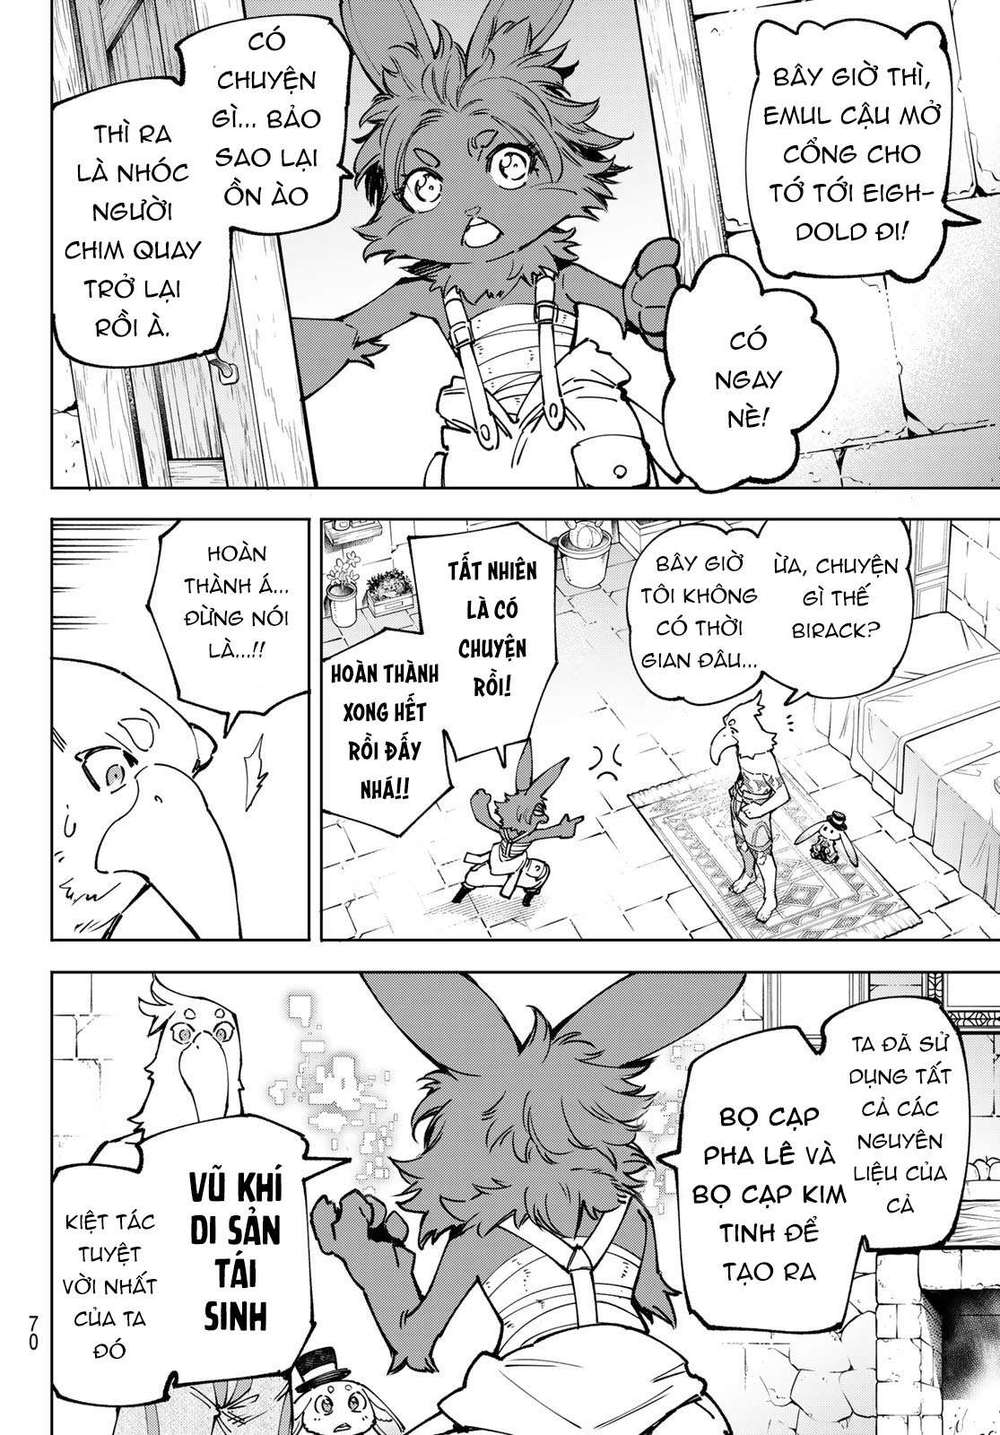 BÂY GIỜ THÌ,
EMUL CẬU MỞ
CỔNG CHO
TỚ TỚI EIGH-
DOLD ĐI!
CÓ
NGAY
NÈ!
CÓ
CHUYỆN
GÌ... BẢO
SAO LẠI
ỒN ÀO
THÌ RA
LÀ NHÓC
NGƯỜI
CHIM QUAY
TRỞ LẠI
RỒI À.
ỪA, CHUYỆN
GÌ THẾ
BIRACK?
BÂY GIỜ
TÔI KHÔNG
CÓ THỜI
GIAN ĐÂU...
TẤT NHIÊN
LÀ CÓ
CHUYỆN
RỒI!
HOÀN THÀNH
XONG HẾT
RỒI ĐẤY
NHÁ!!
HOÀN
THÀNH Á...
ĐỪNG NÓI
LÀ...!!
TA ĐÃ SỬ
DỤNG TẤT
CẢ CÁC
NGUYÊN
LIỆU CỦA
CẢ
BỌ CẠP
PHA LÊ VÀ
BỌ CẠP KIM
TINH ĐỂ
TẠO RA
VŨ KHÍ
DI SẢN
TÁI
SINH
KIỆT TÁC
TUYỆT
VỜI NHẤT
CỦA TA
ĐÓ
70